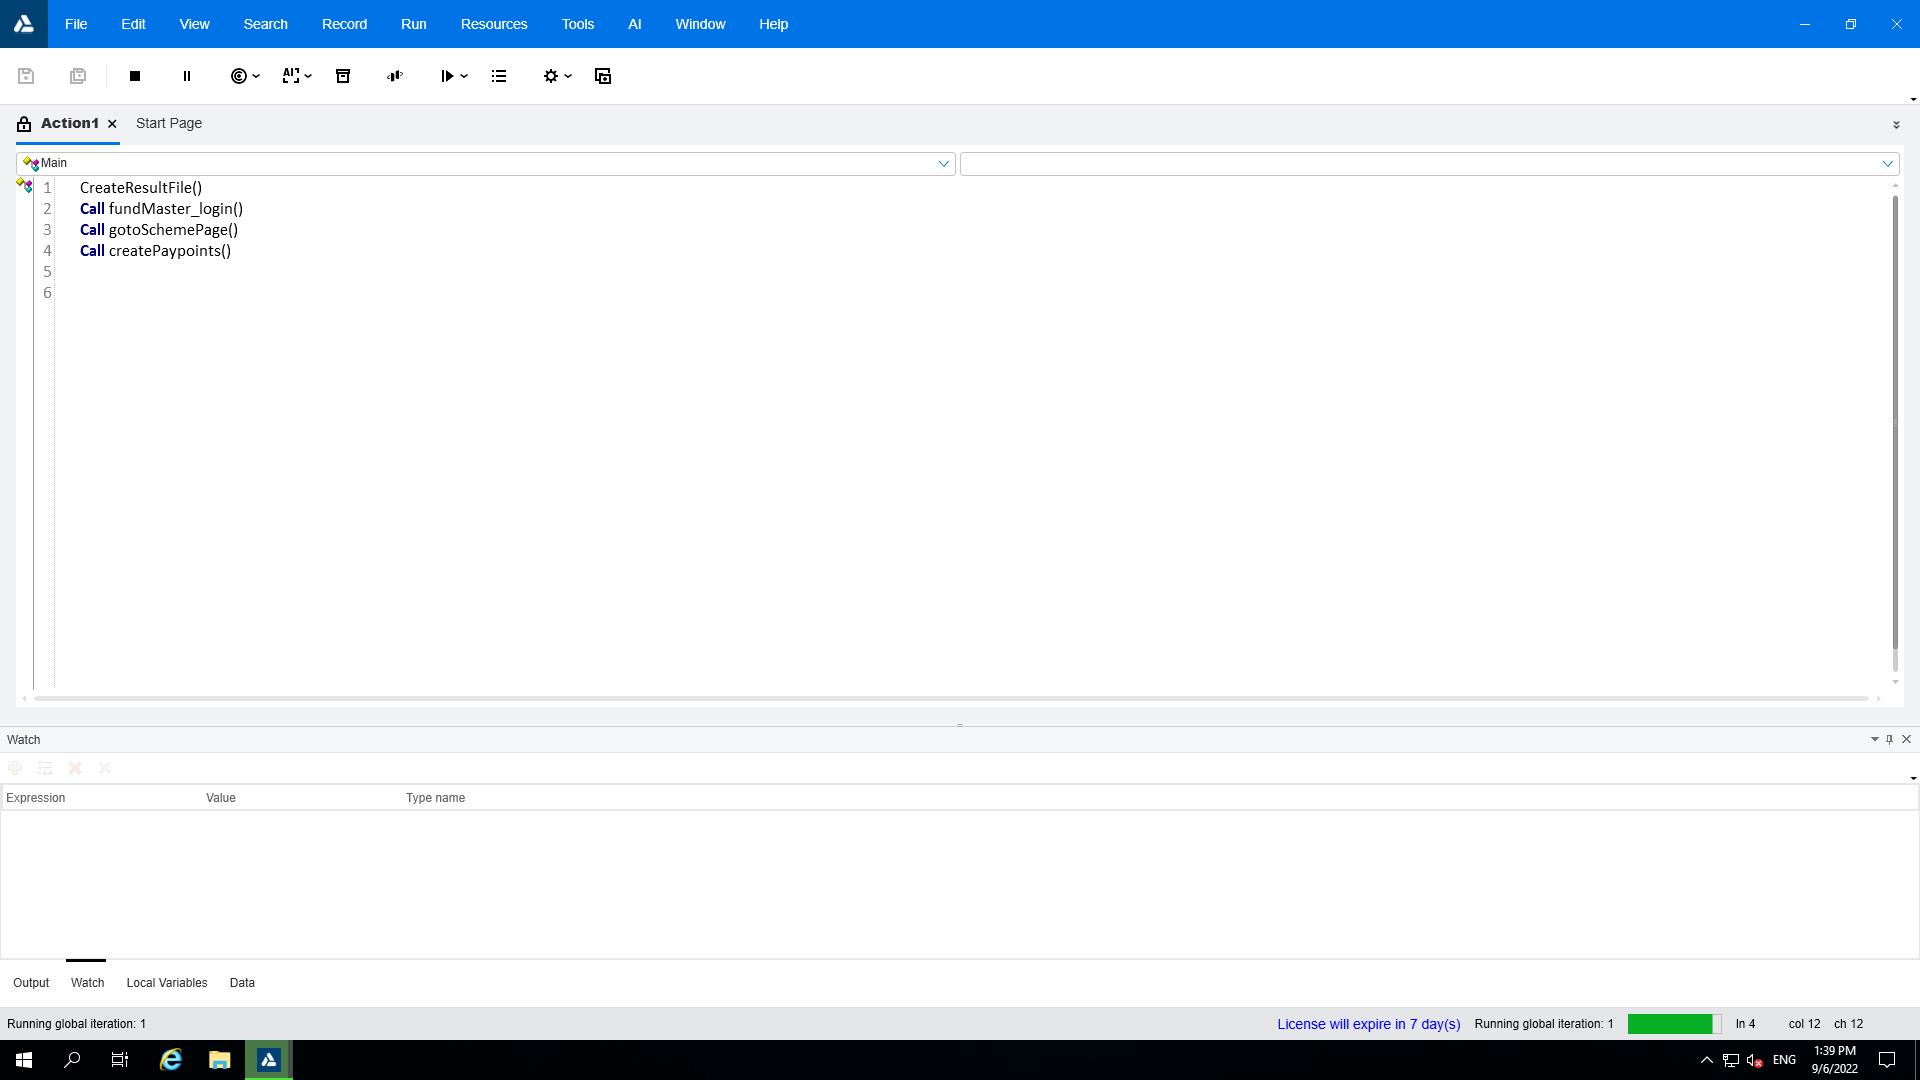 File Edit View Search Record Run Resources Tools AI Window Help
AI
Action1 Start Page
Main
1 CreateResultFile()
2 Call fundMaster_login()
3 Call gotoSchemePage()
4 Call createPaypoints()
5
6
Watch
Expression Value Type name
Output Watch Local Variables Data
Running global iteration: 1 License will expire in 7 day(s) Running global iteration: 1 ln 4 col 12 ch 12
ENG 1:39 PM
9/6/2022